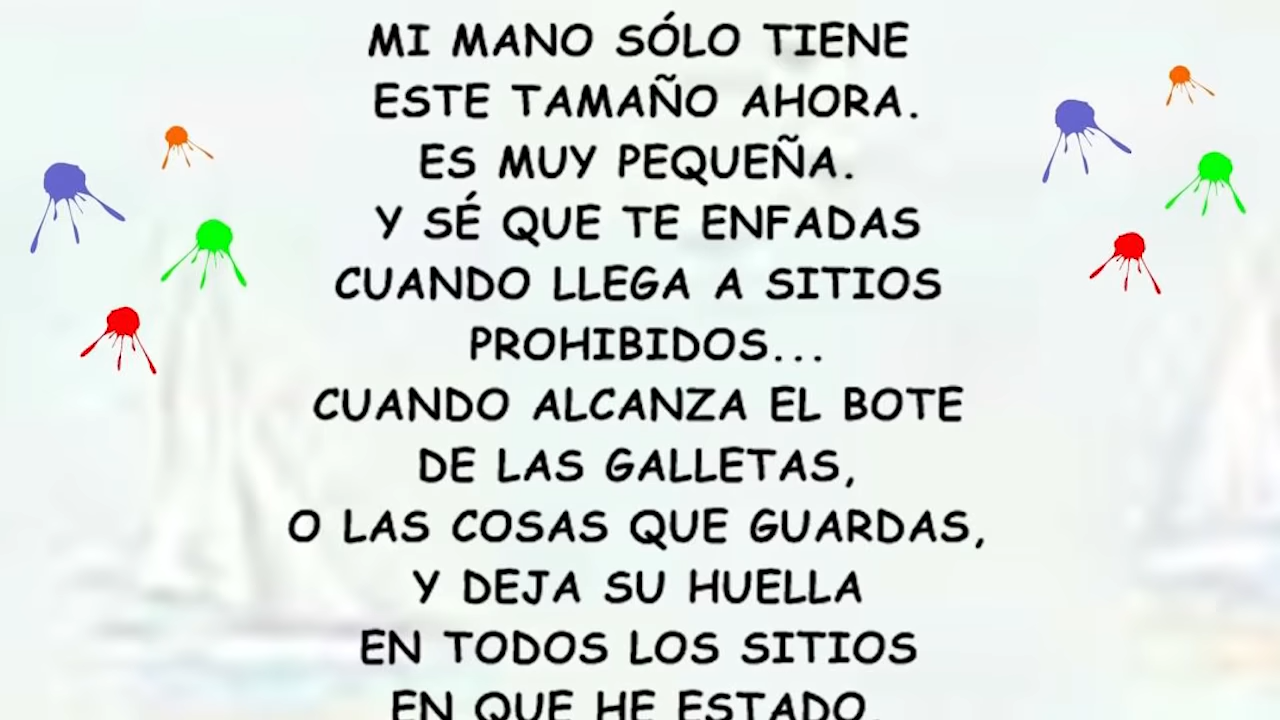 MI MANO SÓLO TIENE
ESTE TAMAÑO AHORA.
ES MUY PEQUEÑA.
Y SÉ QUE TE ENFADAS
CUANDO LLEGA A SITIOS
PROHIBIDOS...
CUANDO ALCANZA EL BOTE
DE LAS GALLETAS,
O LAS COSAS QUE GUARDAS,
Y DEJA SU HUELLA
EN TODOS LOS SITIOS
EN QUE HE ESTADO.